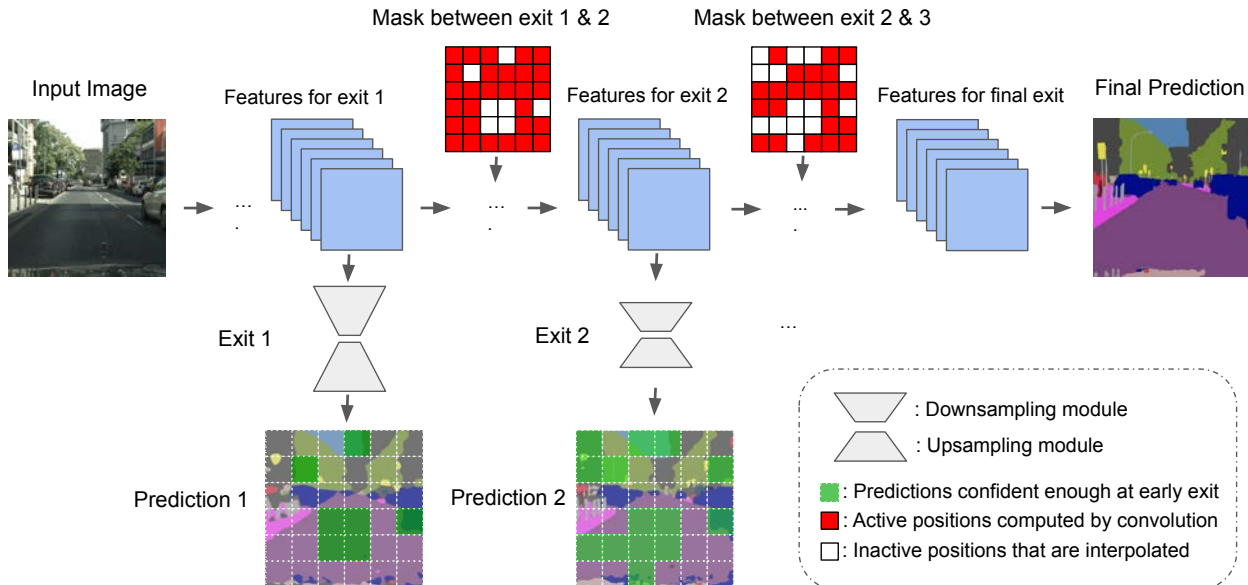 Mask between exit 1 & 2
Mask between exit 2 & 3
Input Image
Features for exit 1
Features for exit 2
Features for final exit
Final Prediction
...
.
...
.
...
.
Exit 1
Exit 2
...
: Downsampling module
: Upsampling module
Prediction 1
Prediction 2
: Predictions confident enough at early exit
: Active positions computed by convolution
: Inactive positions that are interpolated